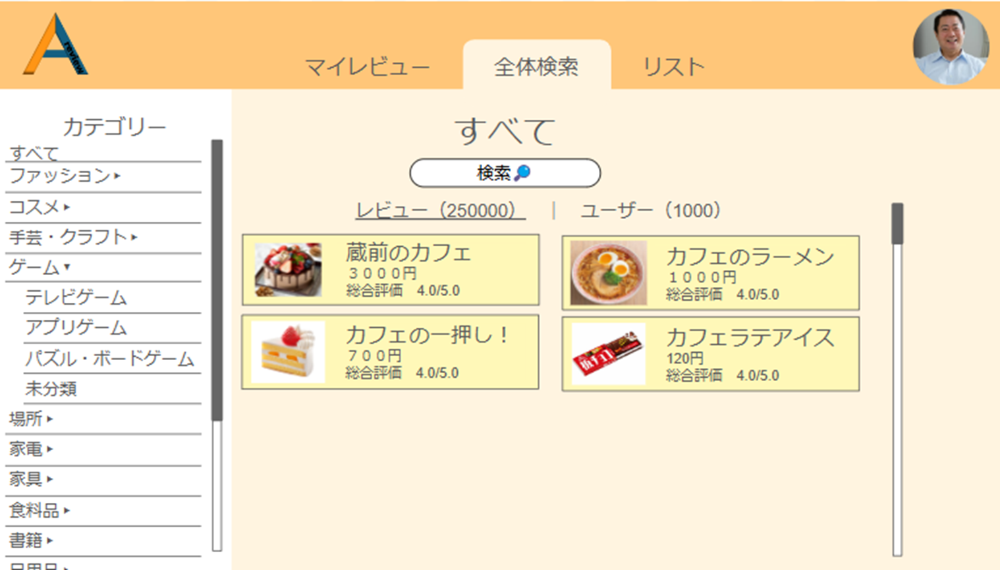 review
マイレビュー
全体検索
リスト
カテゴリー
すべて
ファッション▸
コスメ▸
手芸・クラフト▸
ゲーム▾
テレビゲーム
アプリゲーム
パズル・ボードゲーム
未分類
場所▸
家電▸
家具▸
食料品▸
書籍▸
すべて
検索🔎
レビュー（250000） ｜ ユーザー（1000）
蔵前のカフェ
３０００円
総合評価 4.0/5.0
カフェのラーメン
１０００円
総合評価 4.0/5.0
カフェの一押し！
７００円
総合評価 4.0/5.0
カフェラテアイス
120円
総合評価 4.0/5.0